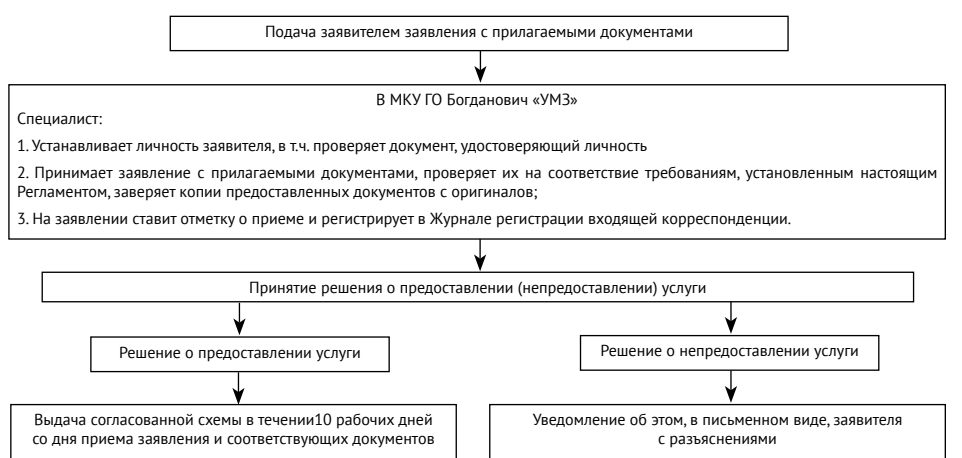 Подача заявителем заявления с прилагаемыми документами
В МКУ ГО Богданович «УМЗ»
Специалист:
1. Устанавливает личность заявителя, в т.ч. проверяет документ, удостоверяющий личность
2. Принимает заявление с прилагаемыми документами, проверяет их на соответствие требованиям, установленным настоящим
Регламентом, заверяет копии предоставленных документов с оригиналов;
3. На заявлении ставит отметку о приеме и регистрирует в Журнале регистрации входящей корреспонденции.
Принятие решения о предоставлении (непредоставлении) услуги
Решение о предоставлении услуги
Решение о непредоставлении услуги
Выдача согласованной схемы в течении10 рабочих дней
со дня приема заявления и соответствующих документов
Уведомление об этом, в письменном виде, заявителя
с разъяснениями